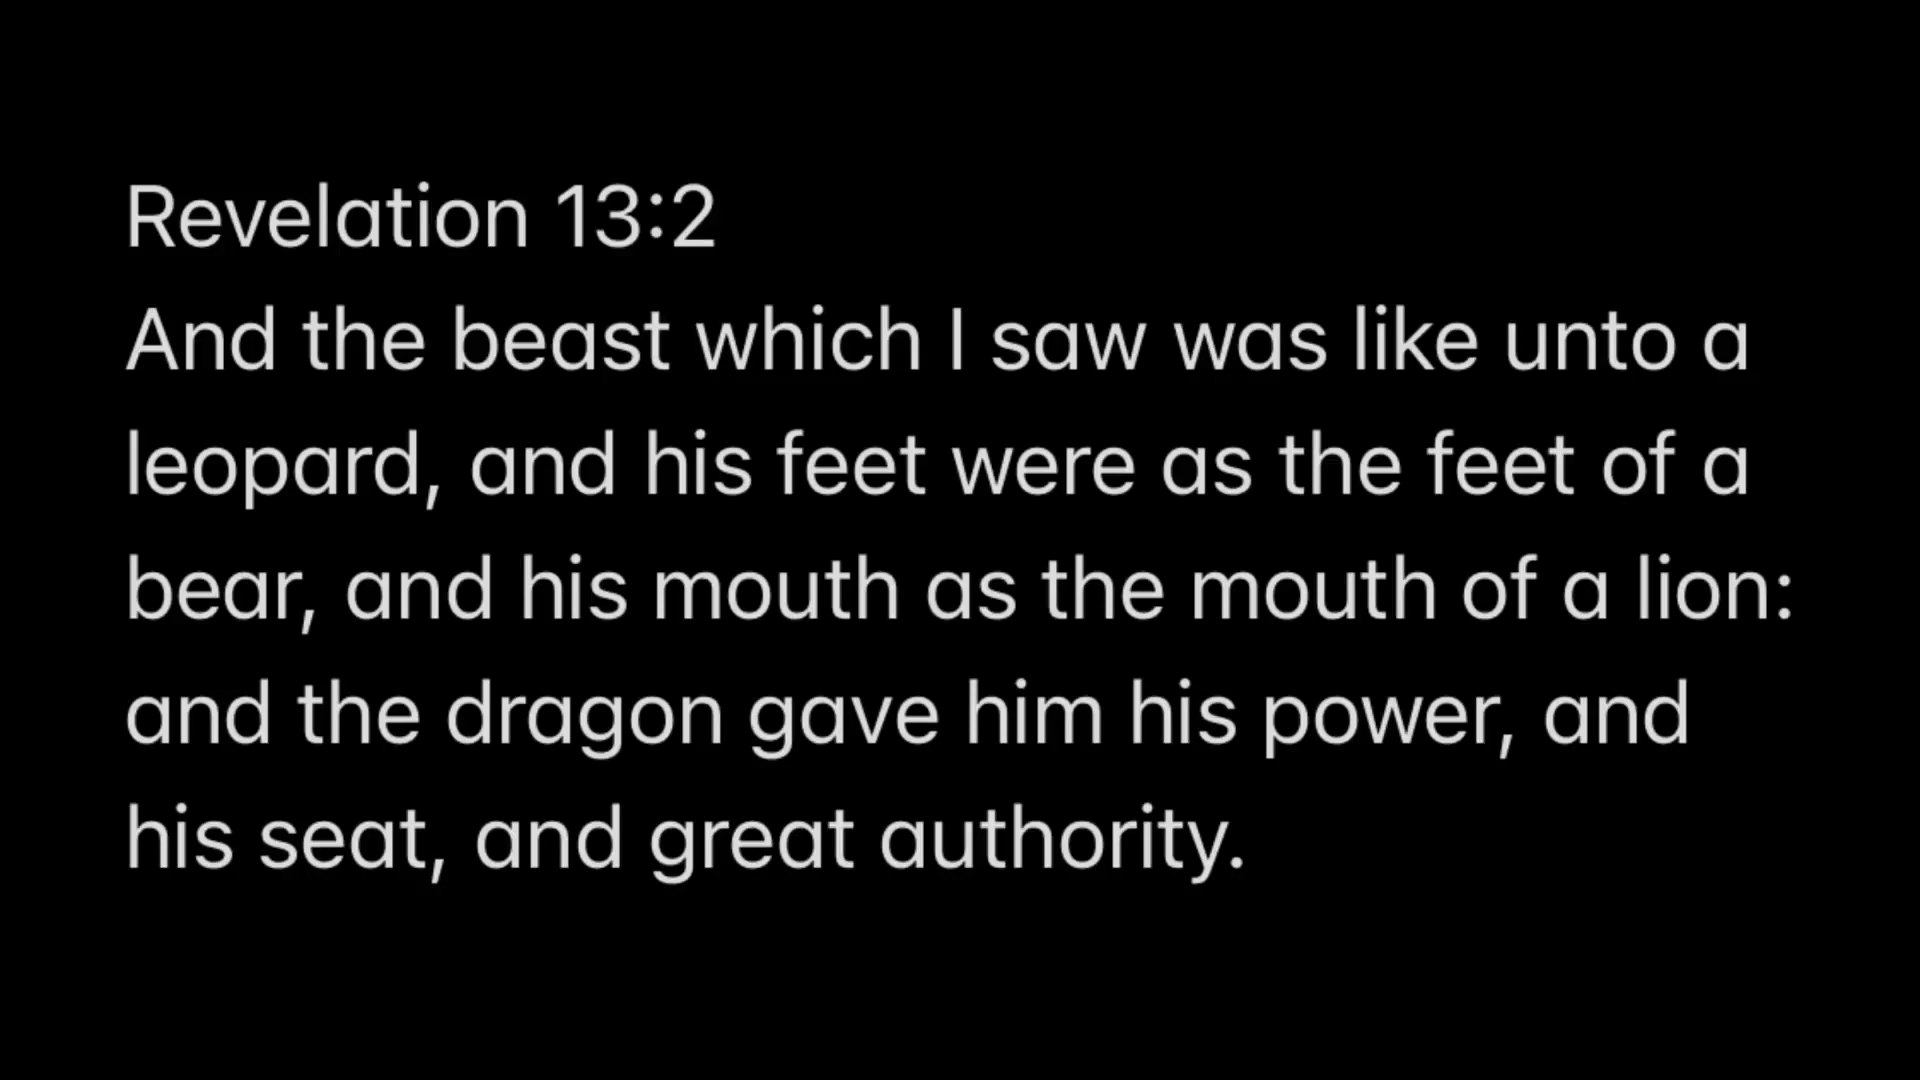 Revelation 13:2
And the beast which I saw was like unto a
leopard, and his feet were as the feet of a
bear, and his mouth as the mouth of a lion:
and the dragon gave him his power, and
his seat, and great authority.